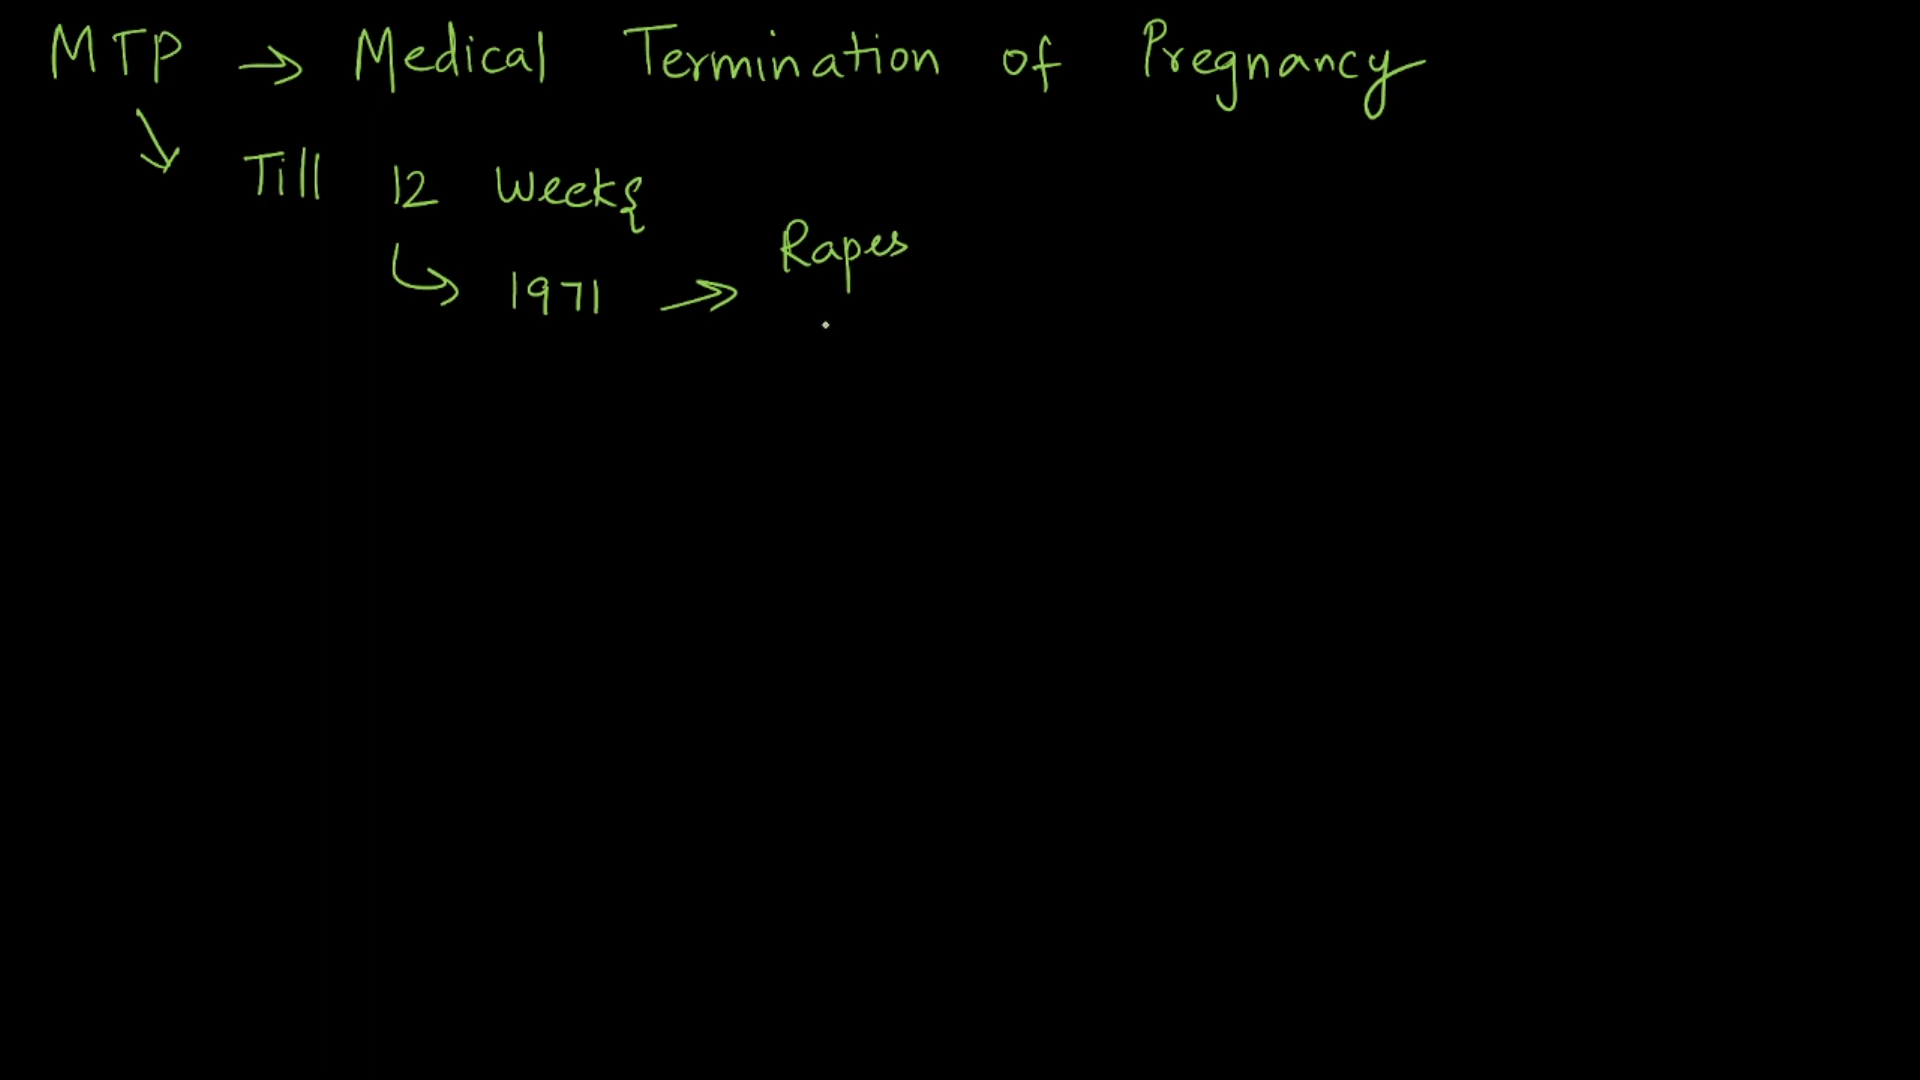 MTP → Medical Termination of Pregnancy
Till 12 Weeks
1971 → Rapes